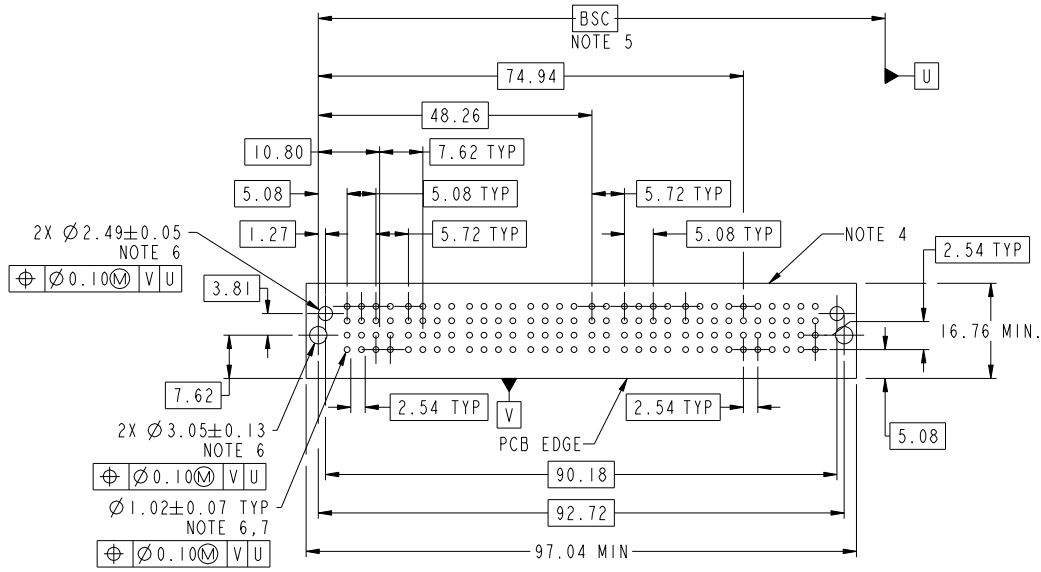 BSC
NOTE 5
74.94
U
48.26
10.80
7.62 TYP
5.08
5.08 TYP
5.72 TYP
2X Ø2.49±0.05
NOTE 6
1.27
5.72 TYP
5.08 TYP
NOTE 4
2.54 TYP
⌖ Ø0.10Ⓜ V U
3.81
16.76 MIN.
7.62
2.54 TYP
V
2.54 TYP
5.08
2X Ø3.05±0.13
NOTE 6
PCB EDGE
⌖ Ø0.10Ⓜ V U
90.18
Ø1.02±0.07 TYP
NOTE 6,7
92.72
⌖ Ø0.10Ⓜ V U
97.04 MIN